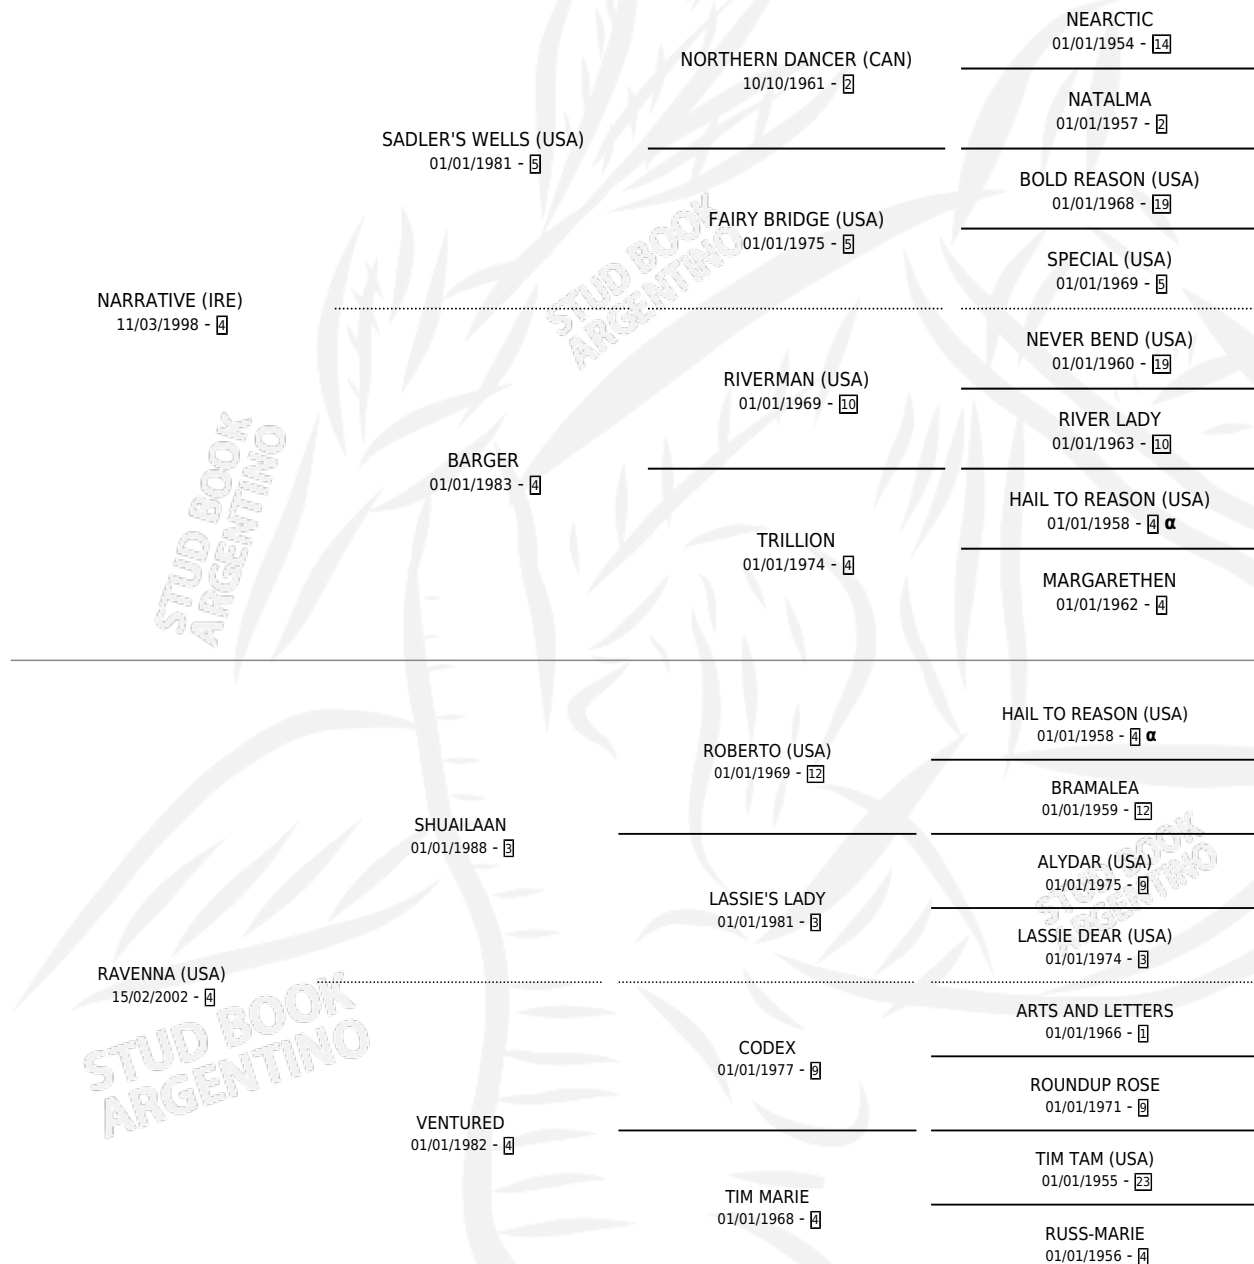 NEARCTIC
01/01/1954 - 14
NORTHERN DANCER (CAN)
10/10/1961 - 2
NATALMA
01/01/1957 - 2
SADLER'S WELLS (USA)
01/01/1981 - 5
BOLD REASON (USA)
01/01/1968 - 19
FAIRY BRIDGE (USA)
01/01/1975 - 5
SPECIAL (USA)
01/01/1969 - 5
NARRATIVE (IRE)
11/03/1998 - 4
NEVER BEND (USA)
01/01/1960 - 19
RIVERMAN (USA)
01/01/1969 - 10
RIVER LADY
01/01/1963 - 10
BARGER
01/01/1983 - 4
HAIL TO REASON (USA)
01/01/1958 - 4 α
TRILLION
01/01/1974 - 4
MARGARETHEN
01/01/1962 - 4
HAIL TO REASON (USA)
01/01/1958 - 4 α
ROBERTO (USA)
01/01/1969 - 12
BRAMALEA
01/01/1959 - 12
SHUAILAAN
01/01/1988 - 3
ALYDAR (USA)
01/01/1975 - 9
LASSIE'S LADY
01/01/1981 - 3
LASSIE DEAR (USA)
01/01/1974 - 3
RAVENNA (USA)
15/02/2002 - 4
ARTS AND LETTERS
01/01/1966 - 1
CODEX
01/01/1977 - 9
ROUNDUP ROSE
01/01/1971 - 9
VENTURED
01/01/1982 - 4
TIM TAM (USA)
01/01/1955 - 23
TIM MARIE
01/01/1968 - 4
RUSS-MARIE
01/01/1956 - 4
STUD BOOK
ARGENTINO
STUD BOOK
ARGENTINO
STUD BOOK
ARGENTINO
STUD BOOK
ARGENTINO